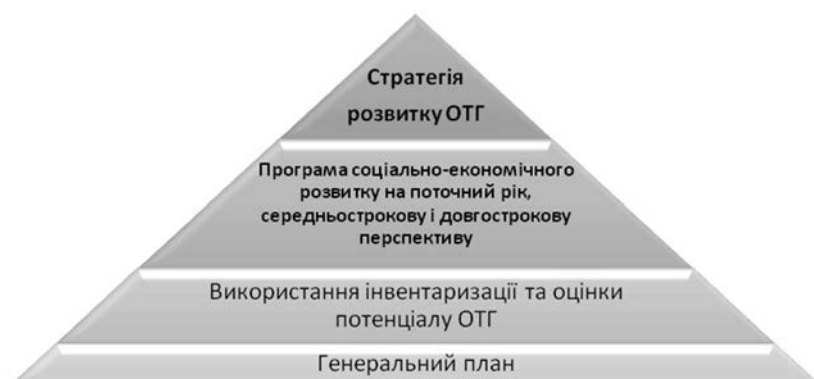 Стратегія
розвитку ОТГ
Програма соціально-економічного
розвитку на поточний рік,
середньострокову і довгострокову
перспективу
Використання інвентаризації та оцінки
потенціалу ОТГ
Генеральний план